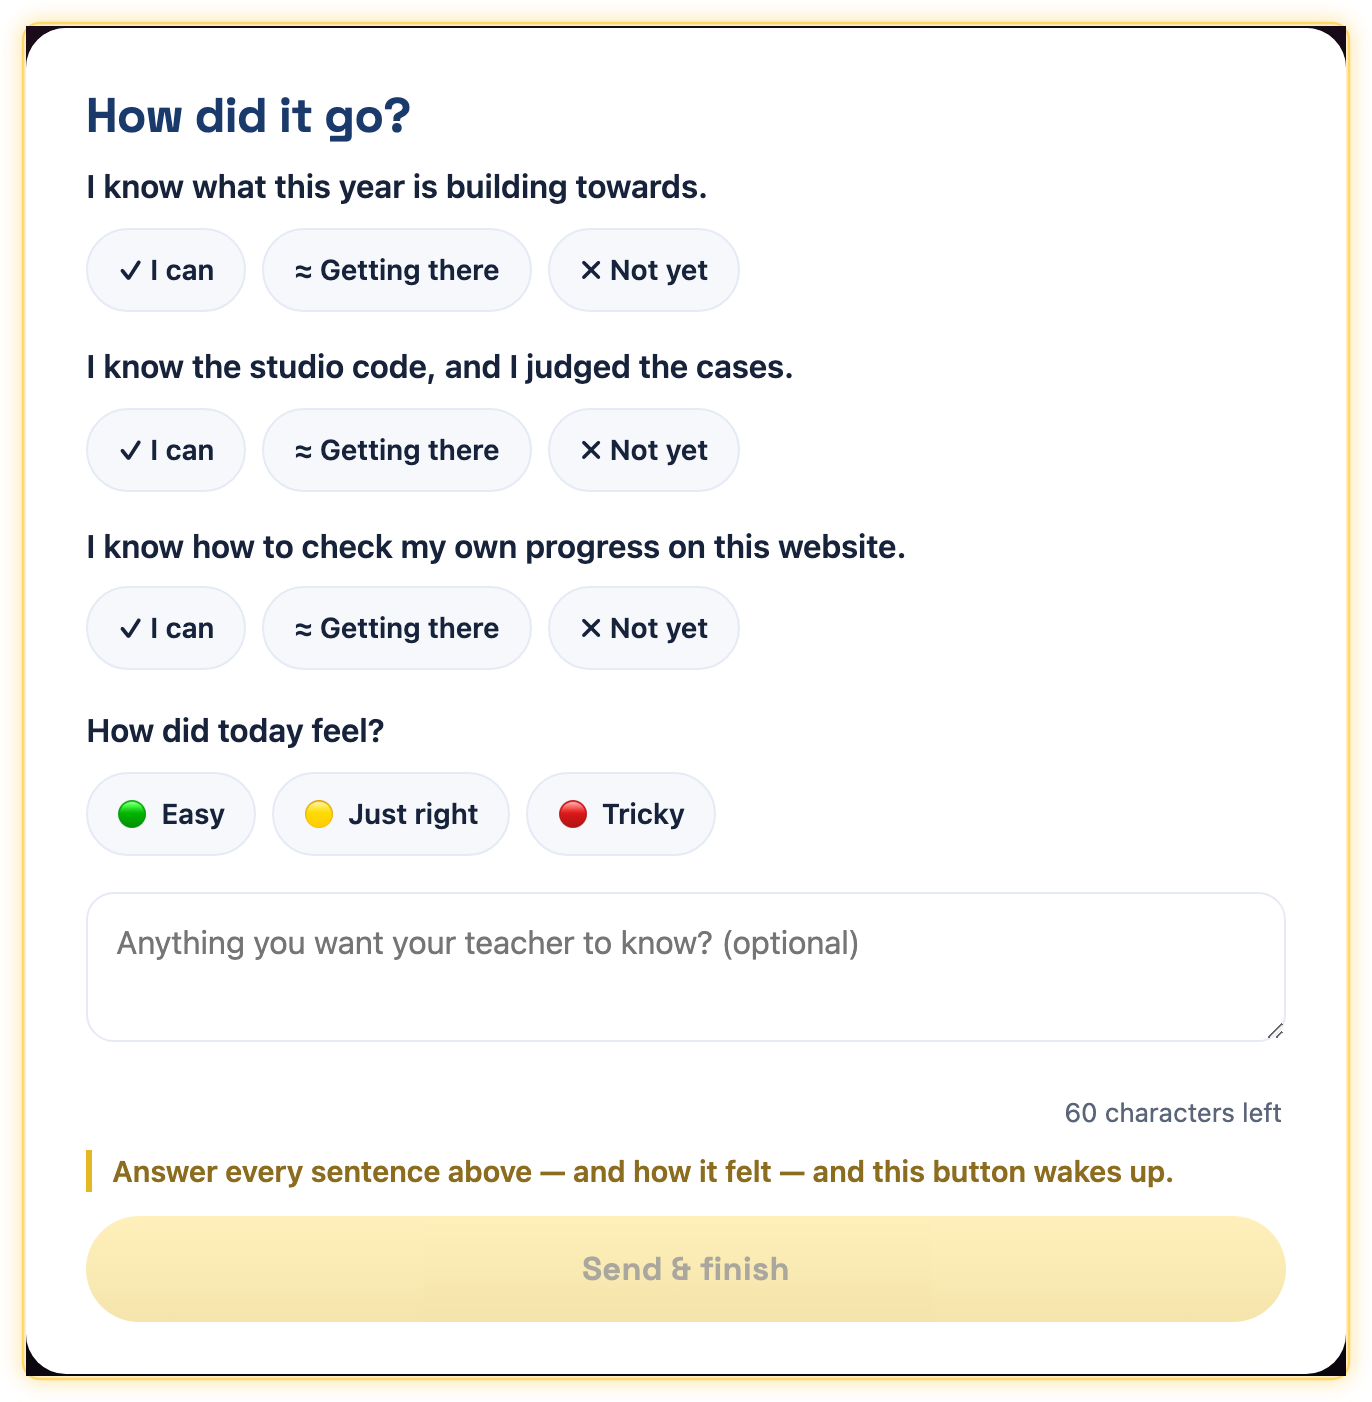 How did it go?
I know what this year is building towards.
✓ I can ≈ Getting there ✕ Not yet
I know the studio code, and I judged the cases.
✓ I can ≈ Getting there ✕ Not yet
I know how to check my own progress on this website.
✓ I can ≈ Getting there ✕ Not yet
How did today feel?
Easy Just right Tricky
Anything you want your teacher to know? (optional)
60 characters left
Answer every sentence above — and how it felt — and this button wakes up.
Send & finish